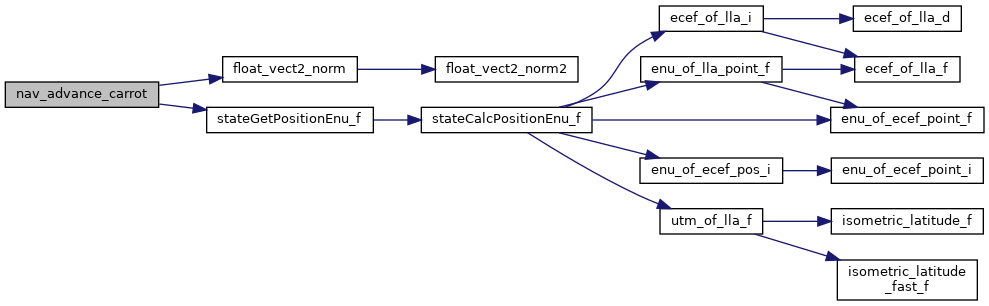 nav_advance_carrot
float_vect2_norm
stateGetPositionEnu_f
float_vect2_norm2
stateCalcPositionEnu_f
ecef_of_lla_i
enu_of_lla_point_f
enu_of_ecef_pos_i
utm_of_lla_f
ecef_of_lla_d
ecef_of_lla_f
enu_of_ecef_point_f
enu_of_ecef_point_i
isometric_latitude_f
isometric_latitude
_fast_f